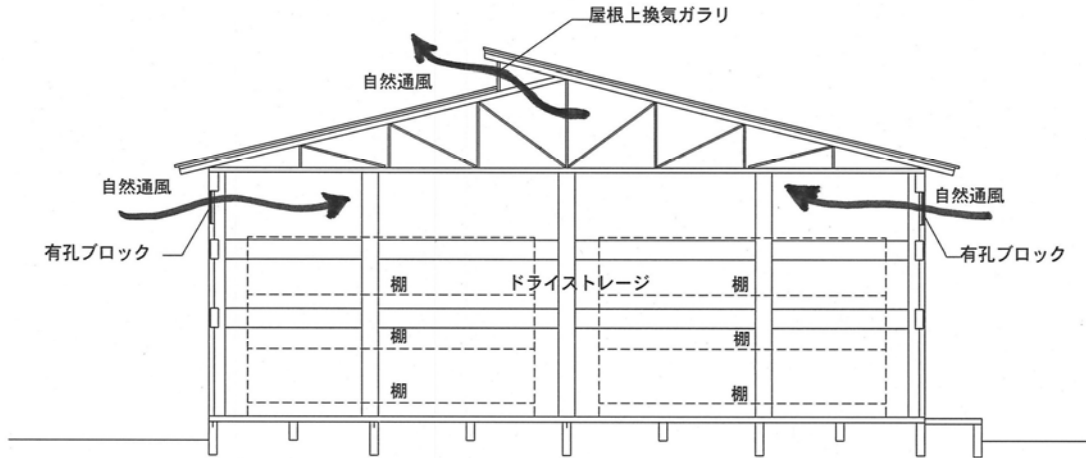 屋根上換気ガラリ
自然通風
自然通風
自然通風
有孔ブロック
有孔ブロック
ドライストレージ
棚
棚
棚
棚
棚
棚